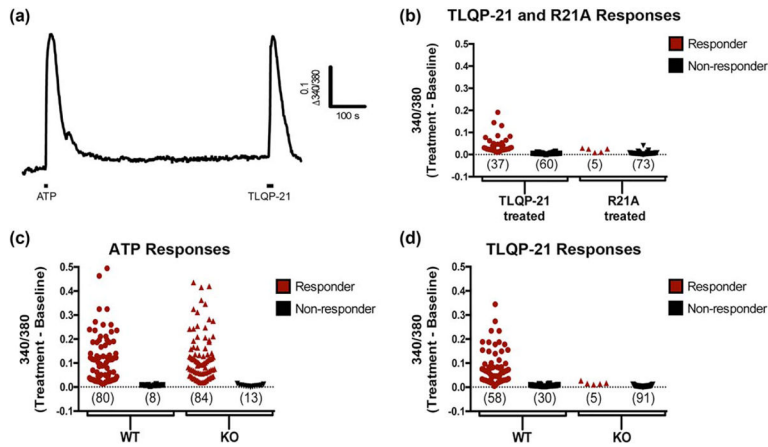 (a)
0.1
Δ340/380
100 s
ATP
TLQP-21
(b)
TLQP-21 and R21A Responses
340/380
(Treatment - Baseline)
0.5
0.4
0.3
0.2
0.1
0.0
-0.1
Responder
Non-responder
(37)
(60)
(5)
(73)
TLQP-21
treated
R21A
treated
(c)
ATP Responses
340/380
(Treatment - Baseline)
0.5
0.4
0.3
0.2
0.1
0.0
-0.1
Responder
Non-responder
(80)
(8)
(84)
(13)
WT
KO
(d)
TLQP-21 Responses
340/380
(Treatment - Baseline)
0.5
0.4
0.3
0.2
0.1
0.0
-0.1
Responder
Non-responder
(58)
(30)
(5)
(91)
WT
KO